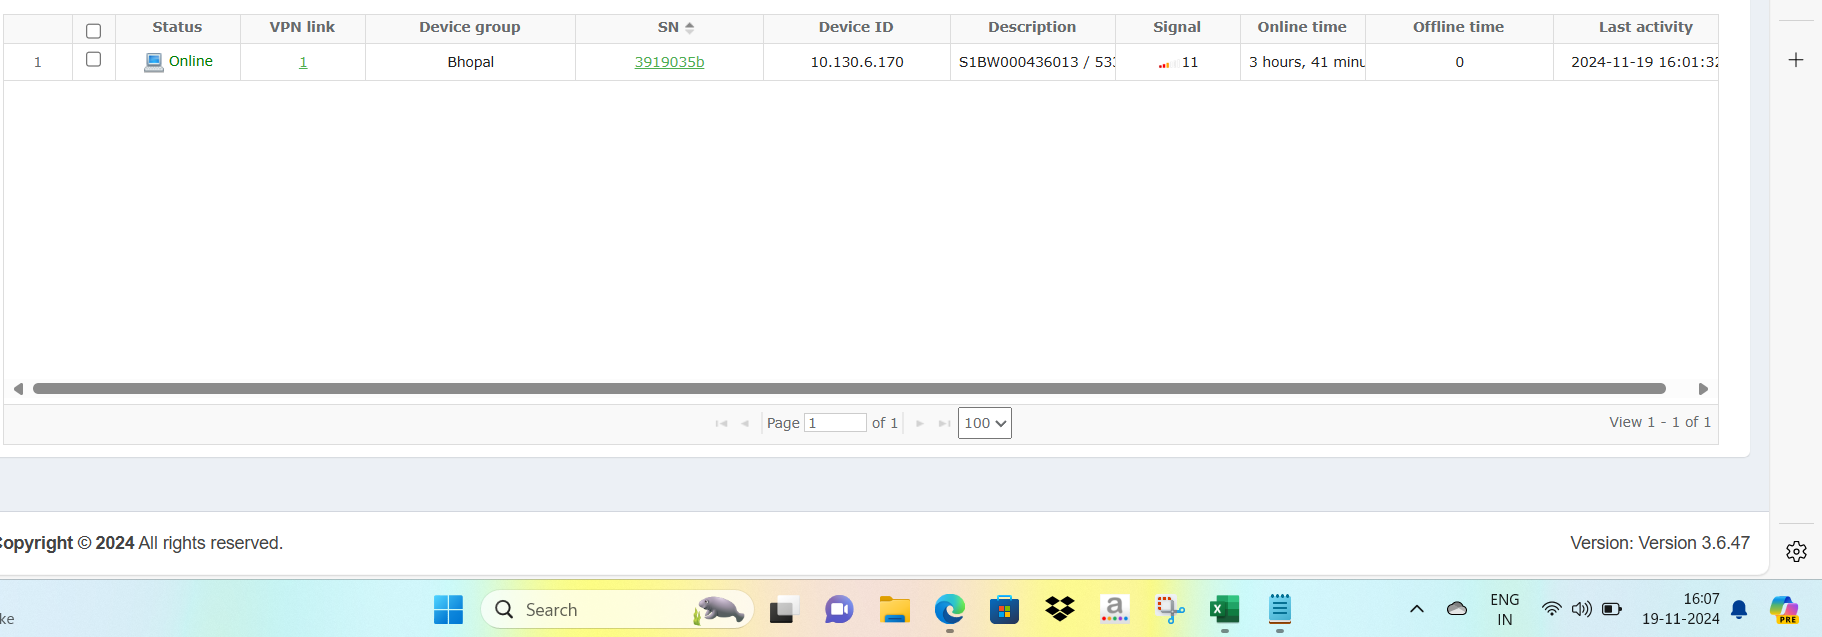 Status VPN link Device group SN Device ID Description Signal Online time Offline time Last activity
1 Online 1 Bhopal 3919035b 10.130.6.170 S1BW000436013 / 533 11 3 hours, 41 minu 0 2024-11-19 16:01:32
Page 1 of 1 100 View 1 - 1 of 1
opyright © 2024 All rights reserved. Version: Version 3.6.47
ke Search ENG 16:07
IN 19-11-2024
PRE